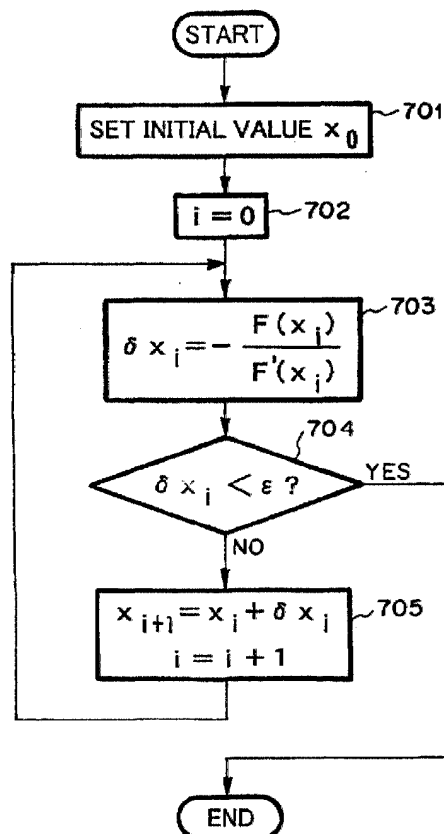 START
701
SET INITIAL VALUE x₀
i = 0
702
703
δ xᵢ = - F(xᵢ) / F'(xᵢ)
704
δ xᵢ < ε ?
YES
NO
xᵢ₊₁ = xᵢ + δ xᵢ
705
i = i + 1
END